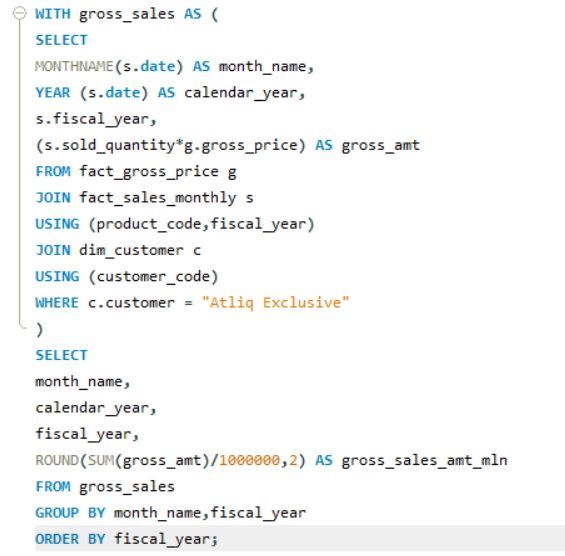 WITH gross_sales AS (
SELECT
MONTHNAME(s.date) AS month_name,
YEAR (s.date) AS calendar_year,
s.fiscal_year,
(s.sold_quantity*g.gross_price) AS gross_amt
FROM fact_gross_price g
JOIN fact_sales_monthly s
USING (product_code,fiscal_year)
JOIN dim_customer c
USING (customer_code)
WHERE c.customer = "Atliq Exclusive"
)
SELECT
month_name,
calendar_year,
fiscal_year,
ROUND(SUM(gross_amt)/1000000,2) AS gross_sales_amt_mln
FROM gross_sales
GROUP BY month_name,fiscal_year
ORDER BY fiscal_year;